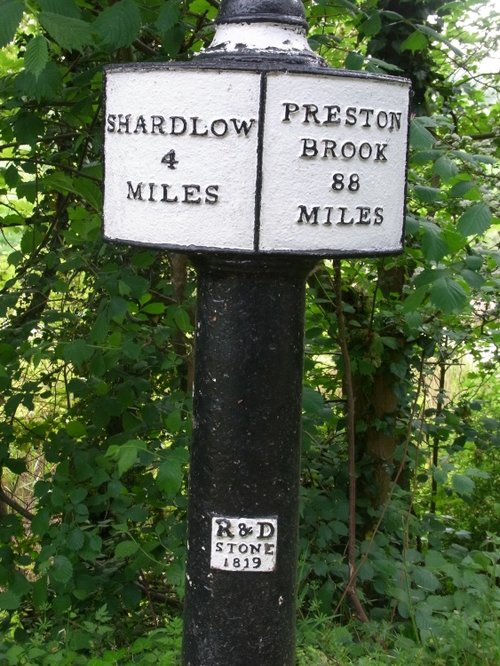 SHARDLOW
4
MILES
PRESTON
BROOK
88
MILES
R&D
STONE
1819